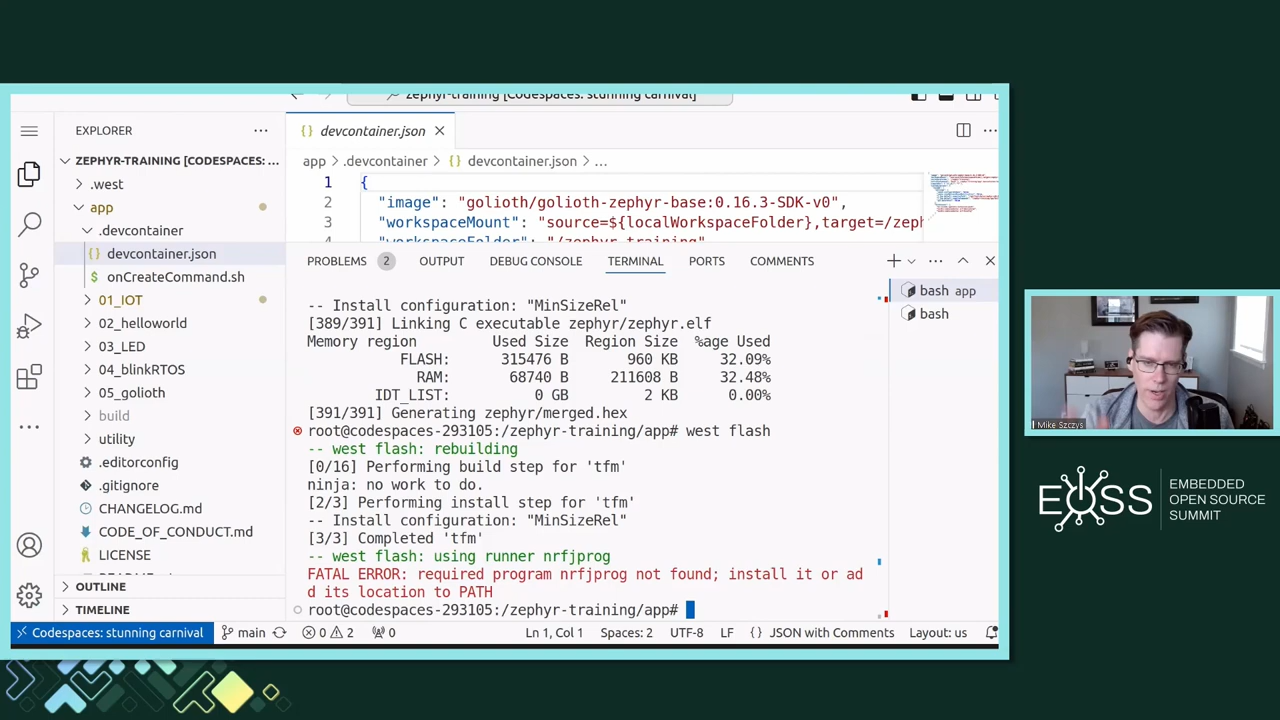 zephyr-training [Codespaces: stunning carnival]
EXPLORER
ZEPHYR-TRAINING [CODESPACES: ...
.west
app
.devcontainer
{} devcontainer.json
$ onCreateCommand.sh
01_IOT
02_helloworld
03_LED
04_blinkRTOS
05_golioth
build
utility
.editorconfig
.gitignore
CHANGELOG.md
CODE_OF_CONDUCT.md
LICENSE
OUTLINE
TIMELINE
{} devcontainer.json
app > .devcontainer > {} devcontainer.json > ...
1 {
2 "image": "golioth/golioth-zephyr-base:0.16.3-SDK-v0",
3 "workspaceMount": "source=${localWorkspaceFolder},target=/zeph
4 "workspaceFolder": "/zephyr-training",
PROBLEMS 2 OUTPUT DEBUG CONSOLE TERMINAL PORTS COMMENTS
bash app
bash
-- Install configuration: "MinSizeRel"
[389/391] Linking C executable zephyr/zephyr.elf
Memory region Used Size Region Size %age Used
FLASH: 315476 B 960 KB 32.09%
RAM: 68740 B 211608 B 32.48%
IDT_LIST: 0 GB 2 KB 0.00%
[391/391] Generating zephyr/merged.hex
root@codespaces-293105:/zephyr-training/app# west flash
-- west flash: rebuilding
[0/16] Performing build step for 'tfm'
ninja: no work to do.
[2/3] Performing install step for 'tfm'
-- Install configuration: "MinSizeRel"
[3/3] Completed 'tfm'
-- west flash: using runner nrfjprog
FATAL ERROR: required program nrfjprog not found; install it or ad
d its location to PATH
root@codespaces-293105:/zephyr-training/app#
Codespaces: stunning carnival main 0 2 0 Ln 1, Col 1 Spaces: 2 UTF-8 LF {} JSON with Comments Layout: us
Mike Szczys
EOSS
EMBEDDED
OPEN SOURCE
SUMMIT